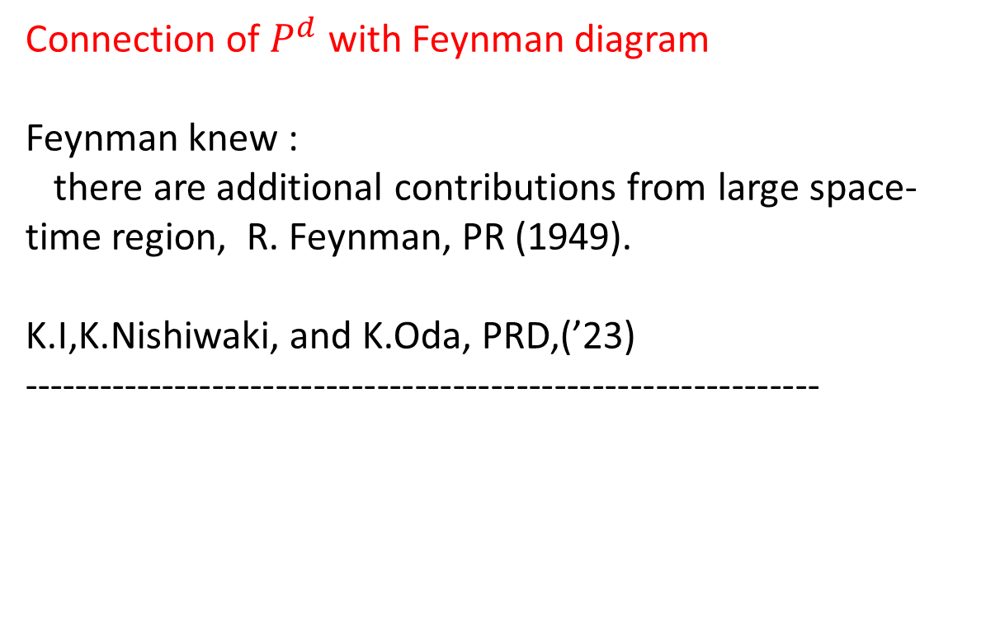 Connection of 𝑃ᵈ with Feynman diagram
Feynman knew :
there are additional contributions from large space-
time region, R. Feynman, PR (1949).
K.I,K.Nishiwaki, and K.Oda, PRD,(’23)
----------------------------------------------------------------